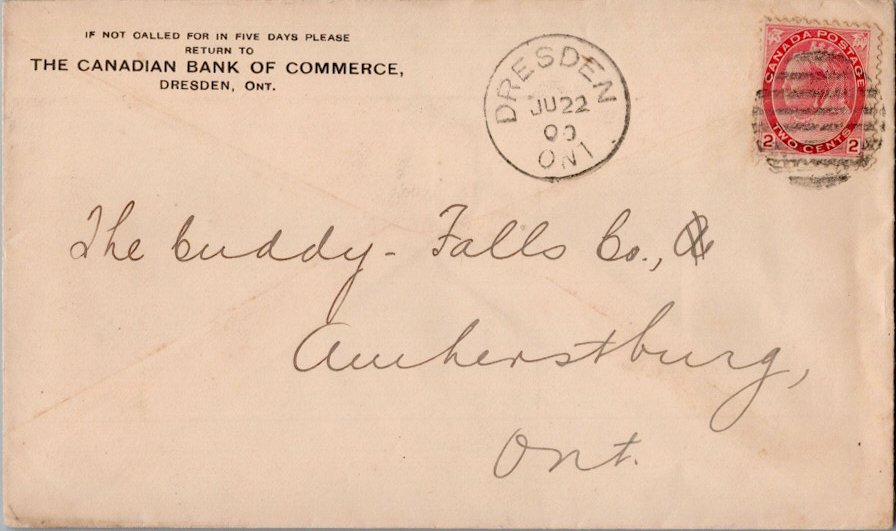 IF NOT CALLED FOR IN FIVE DAYS PLEASE
RETURN TO
THE CANADIAN BANK OF COMMERCE,
DRESDEN, ONT.
DRESDEN
JU 22
00
ONT
CANADA POSTAGE
TWO CENTS
2 2
The Cuddy - Falls Co.,
Amherstburg,
Ont.